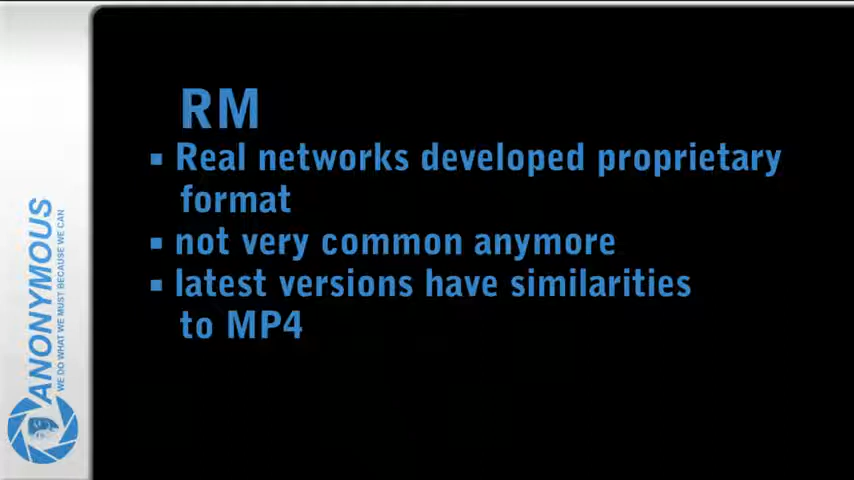 RM
▪ Real networks developed proprietary
format
▪ not very common anymore
▪ latest versions have similarities
to MP4
ANONYMOUS
WE DO WHAT WE MUST BECAUSE WE CAN